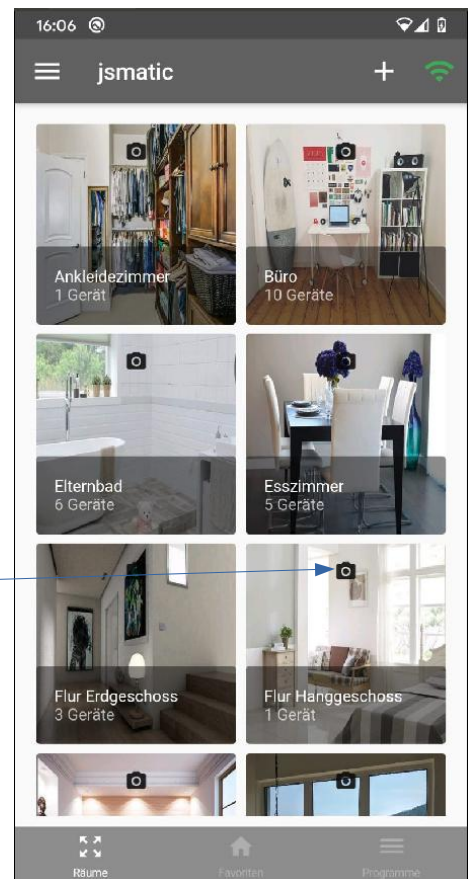 16:06
jsmatic
Ankleidezimmer
1 Gerät
Büro
10 Geräte
Elternbad
6 Geräte
Esszimmer
5 Geräte
Flur Erdgeschoss
3 Geräte
Flur Hanggeschoss
1 Gerät
Räume
Favoriten
Programme